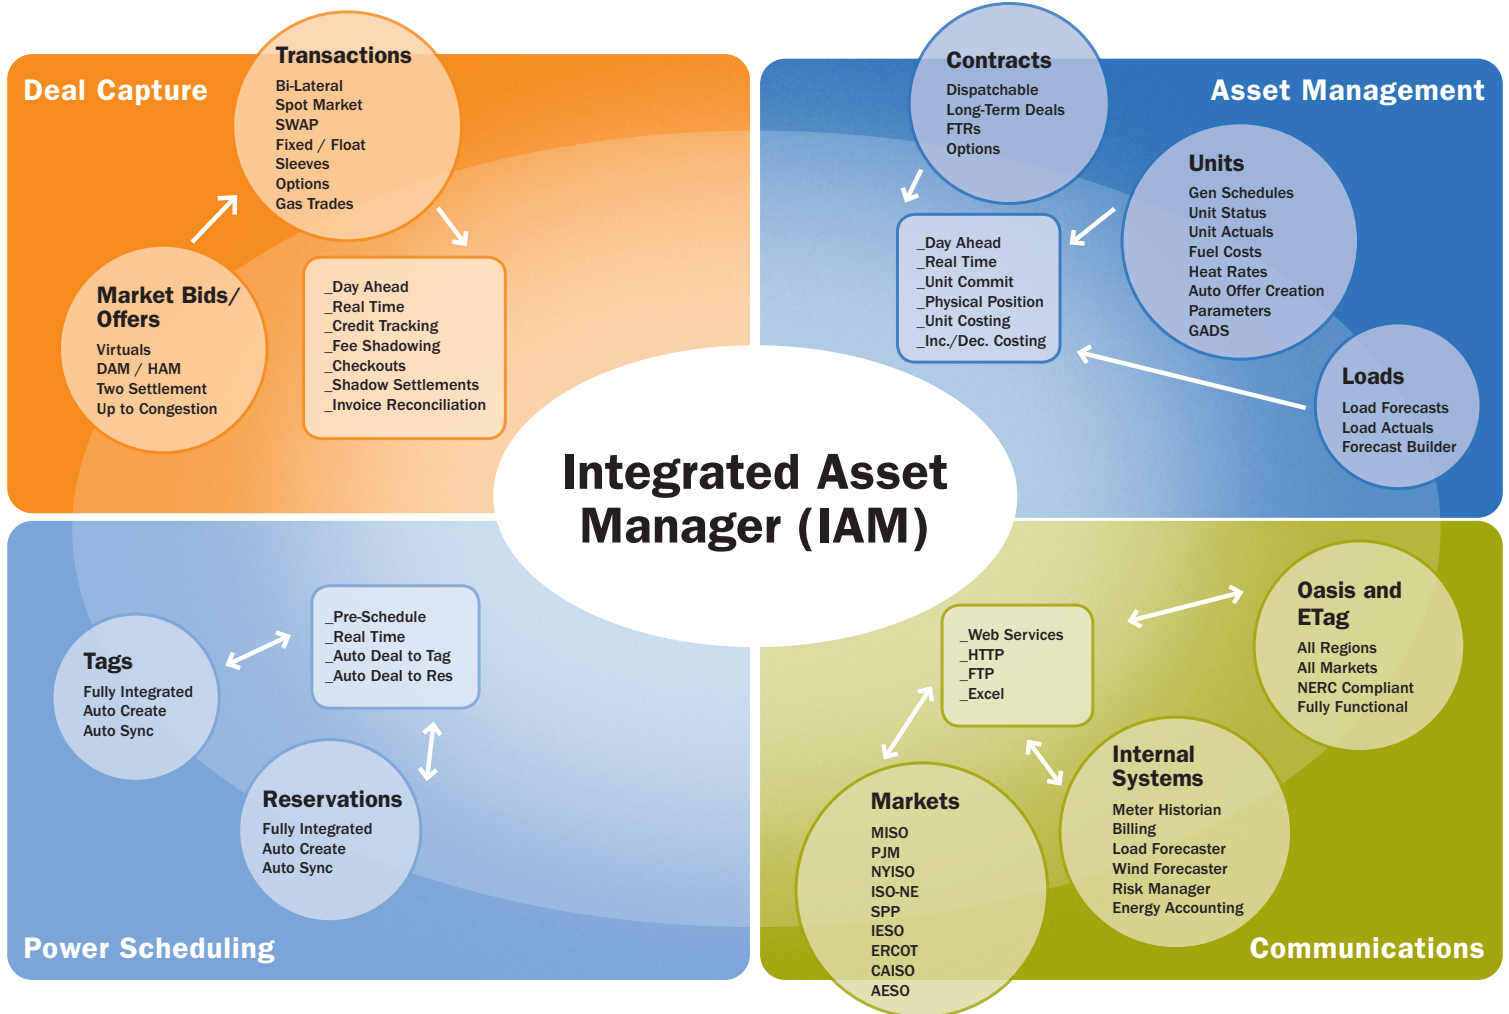 Deal Capture
Transactions
Bi-Lateral
Spot Market
SWAP
Fixed / Float
Sleeves
Options
Gas Trades
Market Bids/
Offers
Virtuals
DAM / HAM
Two Settlement
Up to Congestion
_Day Ahead
_Real Time
_Credit Tracking
_Fee Shadowing
_Checkouts
_Shadow Settlements
_Invoice Reconciliation
Asset Management
Contracts
Dispatchable
Long-Term Deals
FTRs
Options
Units
Gen Schedules
Unit Status
Unit Actuals
Fuel Costs
Heat Rates
Auto Offer Creation
Parameters
GADS
_Day Ahead
_Real Time
_Unit Commit
_Physical Position
_Unit Costing
_Inc./Dec. Costing
Loads
Load Forecasts
Load Actuals
Forecast Builder
Integrated Asset
Manager (IAM)
_Pre-Schedule
_Real Time
_Auto Deal to Tag
_Auto Deal to Res
Tags
Fully Integrated
Auto Create
Auto Sync
Reservations
Fully Integrated
Auto Create
Auto Sync
Power Scheduling
_Web Services
_HTTP
_FTP
_Excel
Oasis and
ETag
All Regions
All Markets
NERC Compliant
Fully Functional
Internal
Systems
Meter Historian
Billing
Load Forecaster
Wind Forecaster
Risk Manager
Energy Accounting
Markets
MISO
PJM
NYISO
ISO-NE
SPP
IESO
ERCOT
CAISO
AESO
Communications